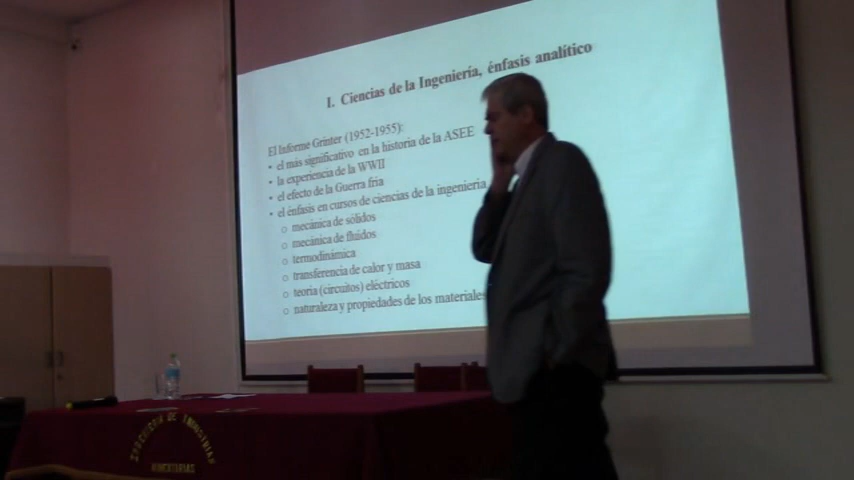 I. Ciencias de la Ingeniería, énfasis analítico
El Informe Grinter (1952-1955):
• el más significativo en la historia de la ASEE
• la experiencia de la WWII
• el efecto de la Guerra fría
• el énfasis en cursos de ciencias de la ingeniería
o mecánica de sólidos
o mecánica de fluidos
o termodinámica
o transferencia de calor y masa
o teoría (circuitos) eléctricos
o naturaleza y propiedades de los materiales
DE INDUSTRIAS